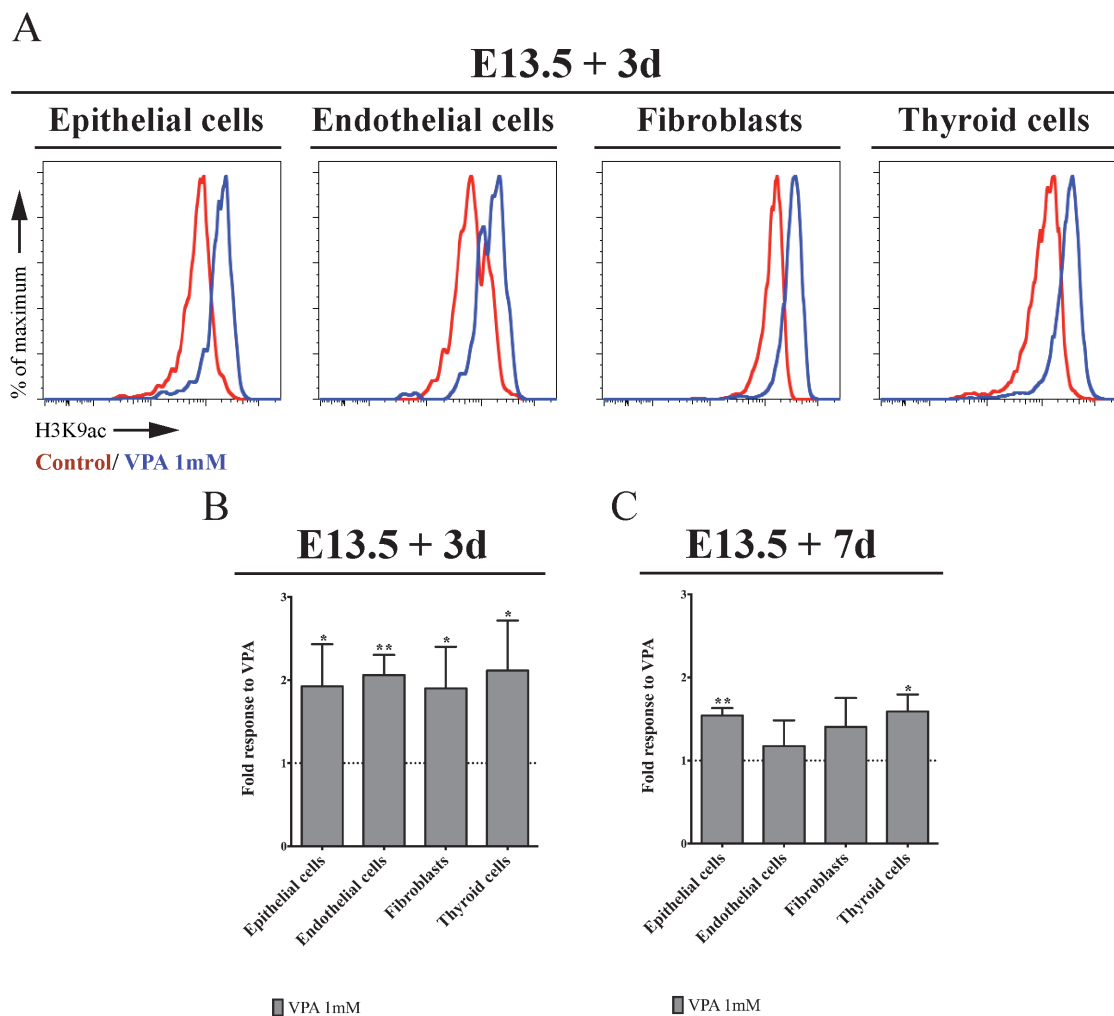 A
E13.5 + 3d
Epithelial cells
Endothelial cells
Fibroblasts
Thyroid cells
% of maximum
H3K9ac
Control/ VPA 1mM
B
E13.5 + 3d
Fold response to VPA
3
2
1
0
*
**
*
*
Epithelial cells
Endothelial cells
Fibroblasts
Thyroid cells
VPA 1mM
C
E13.5 + 7d
Fold response to VPA
3
2
1
0
**
*
Epithelial cells
Endothelial cells
Fibroblasts
Thyroid cells
VPA 1mM